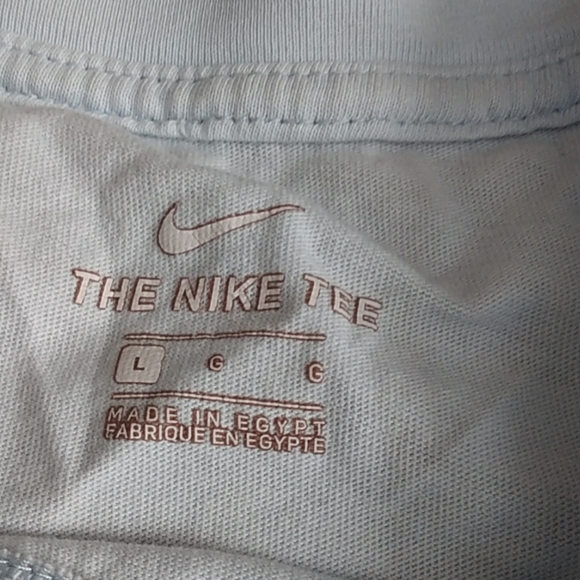 THE NIKE TEE
L G G
MADE IN EGYPT
FABRIQUE EN EGYPTE